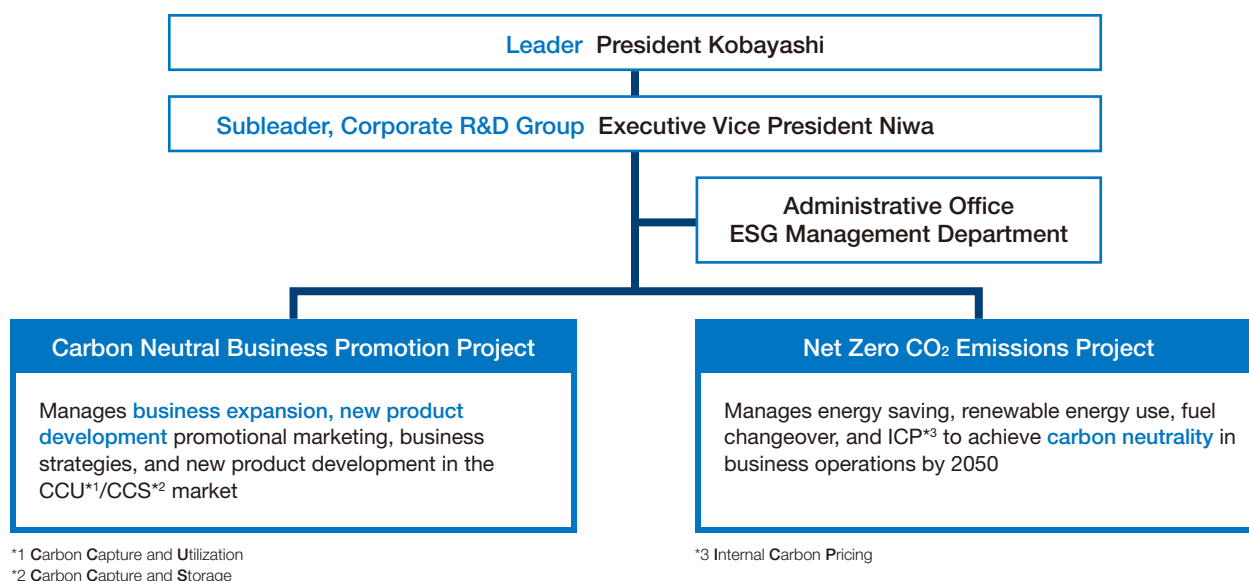 Leader President Kobayashi
Subleader, Corporate R&D Group Executive Vice President Niwa
Administrative Office
ESG Management Department
Carbon Neutral Business Promotion Project
Manages business expansion, new product
development promotional marketing, business
strategies, and new product development in the
CCU*1/CCS*2 market
Net Zero CO₂ Emissions Project
Manages energy saving, renewable energy use, fuel
changeover, and ICP*3 to achieve carbon neutrality in
business operations by 2050
*1 Carbon Capture and Utilization
*2 Carbon Capture and Storage
*3 Internal Carbon Pricing